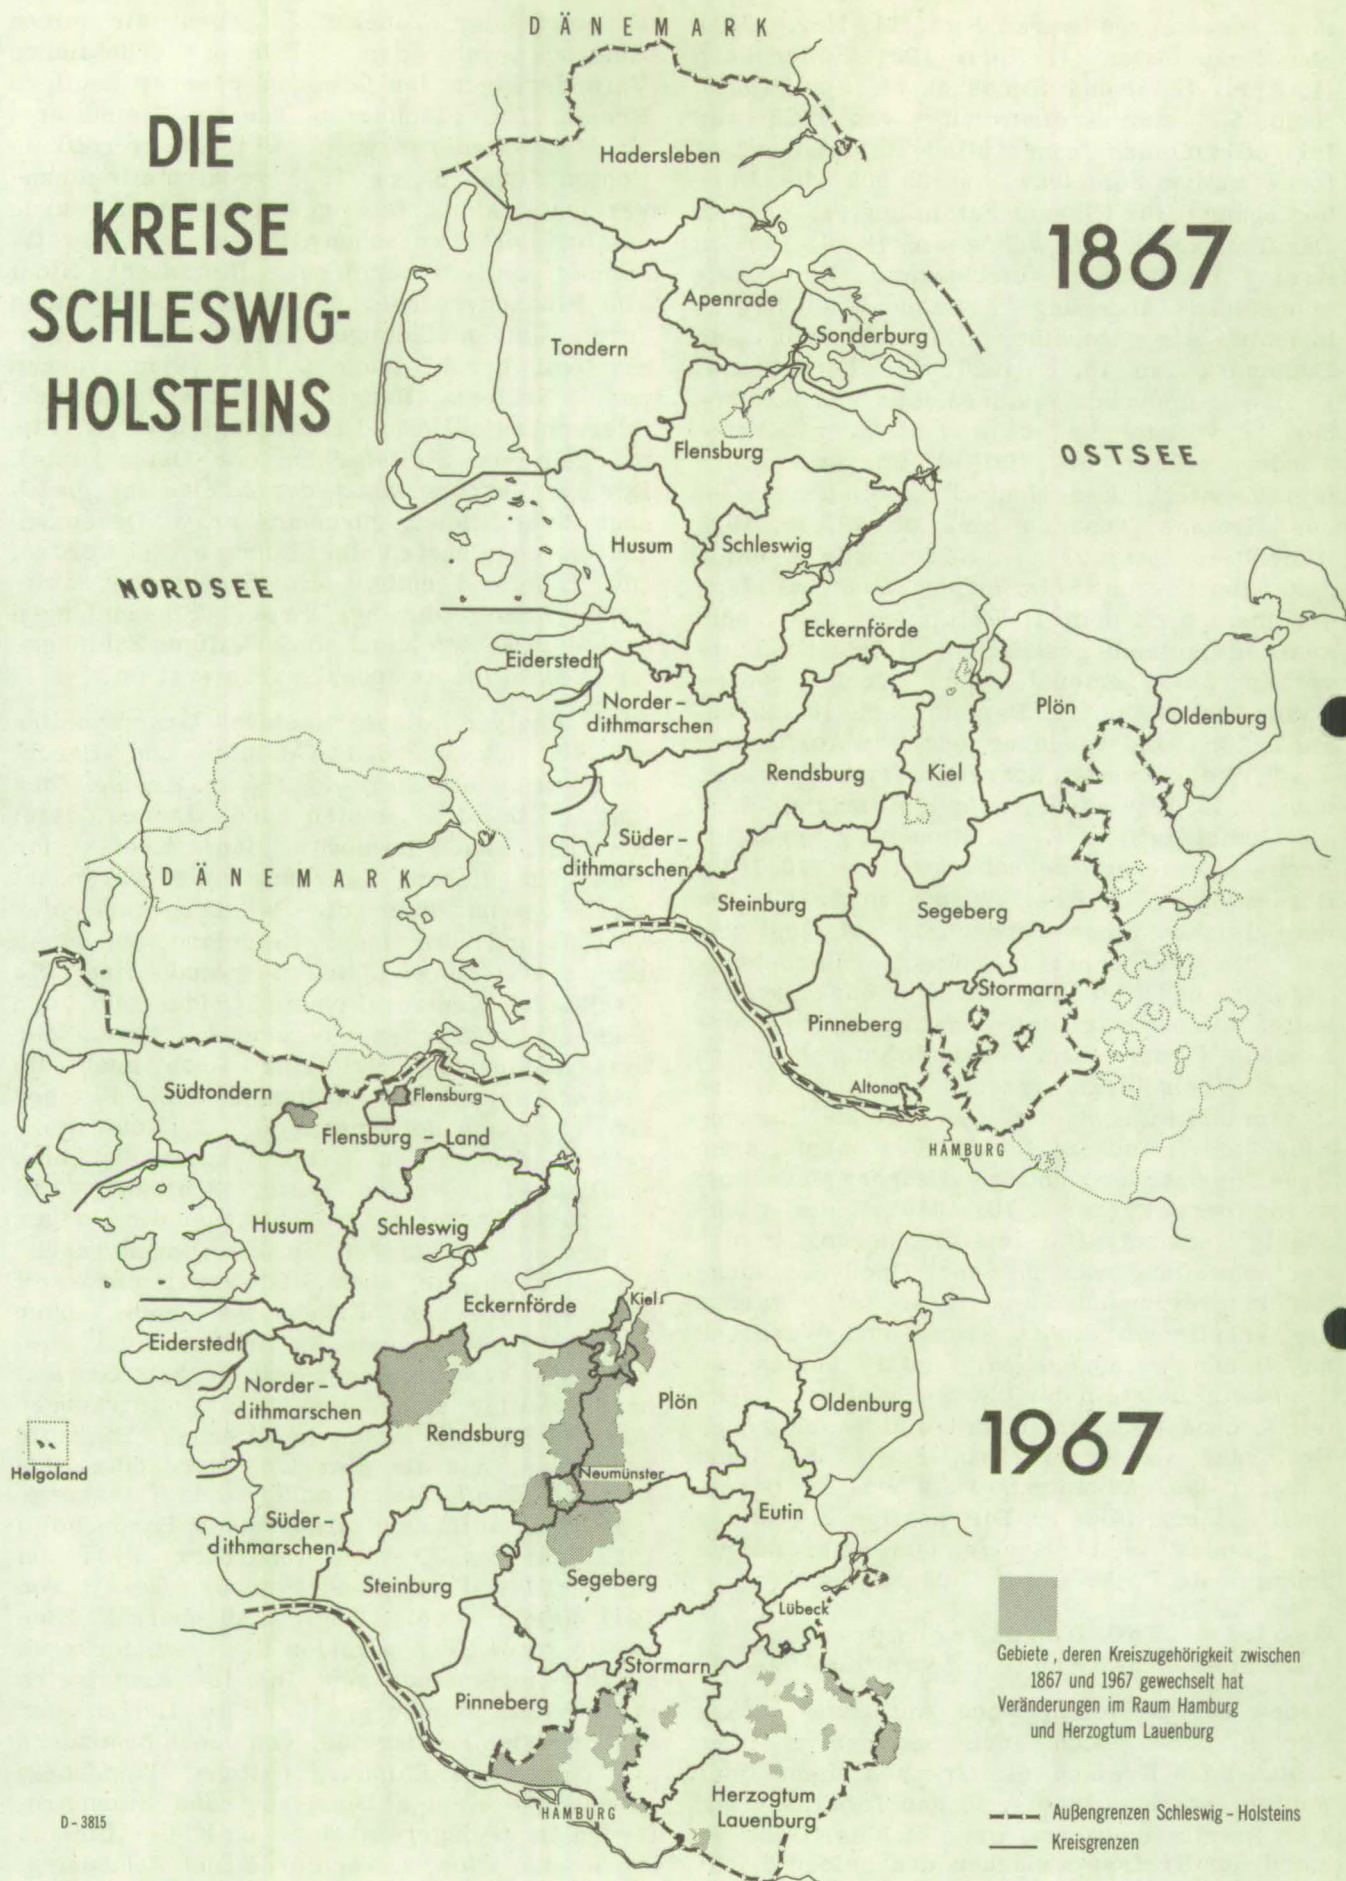 DÄNEMARK
DIE
KREISE
SCHLESWIG-
HOLSTEINS
1867
Hadersleben
Apenrade
Sonderburg
Tondern
Flensburg
OSTSEE
NORDSEE
Husum
Schleswig
Eckernförde
Eiderstedt
Norder-
dithmarschen
Plön
Oldenburg
Rendsburg
Kiel
Süder-
dithmarschen
Steinburg
Segeberg
Stormarn
Pinneberg
Altona
HAMBURG
DÄNEMARK
Südtondern
Flensburg
Flensburg - Land
Husum
Schleswig
Eckernförde
Kiel
Eiderstedt
Norder-
dithmarschen
Plön
Oldenburg
1967
Rendsburg
Helgoland
Neumünster
Eutin
Süder-
dithmarschen
Steinburg
Segeberg
Lübeck
Stormarn
Pinneberg
Herzogtum
Lauenburg
HAMBURG
Gebiete, deren Kreiszugehörigkeit zwischen
1867 und 1967 gewechselt hat
Veränderungen im Raum Hamburg
und Herzogtum Lauenburg
Außengrenzen Schleswig - Holsteins
Kreisgrenzen
D - 3815